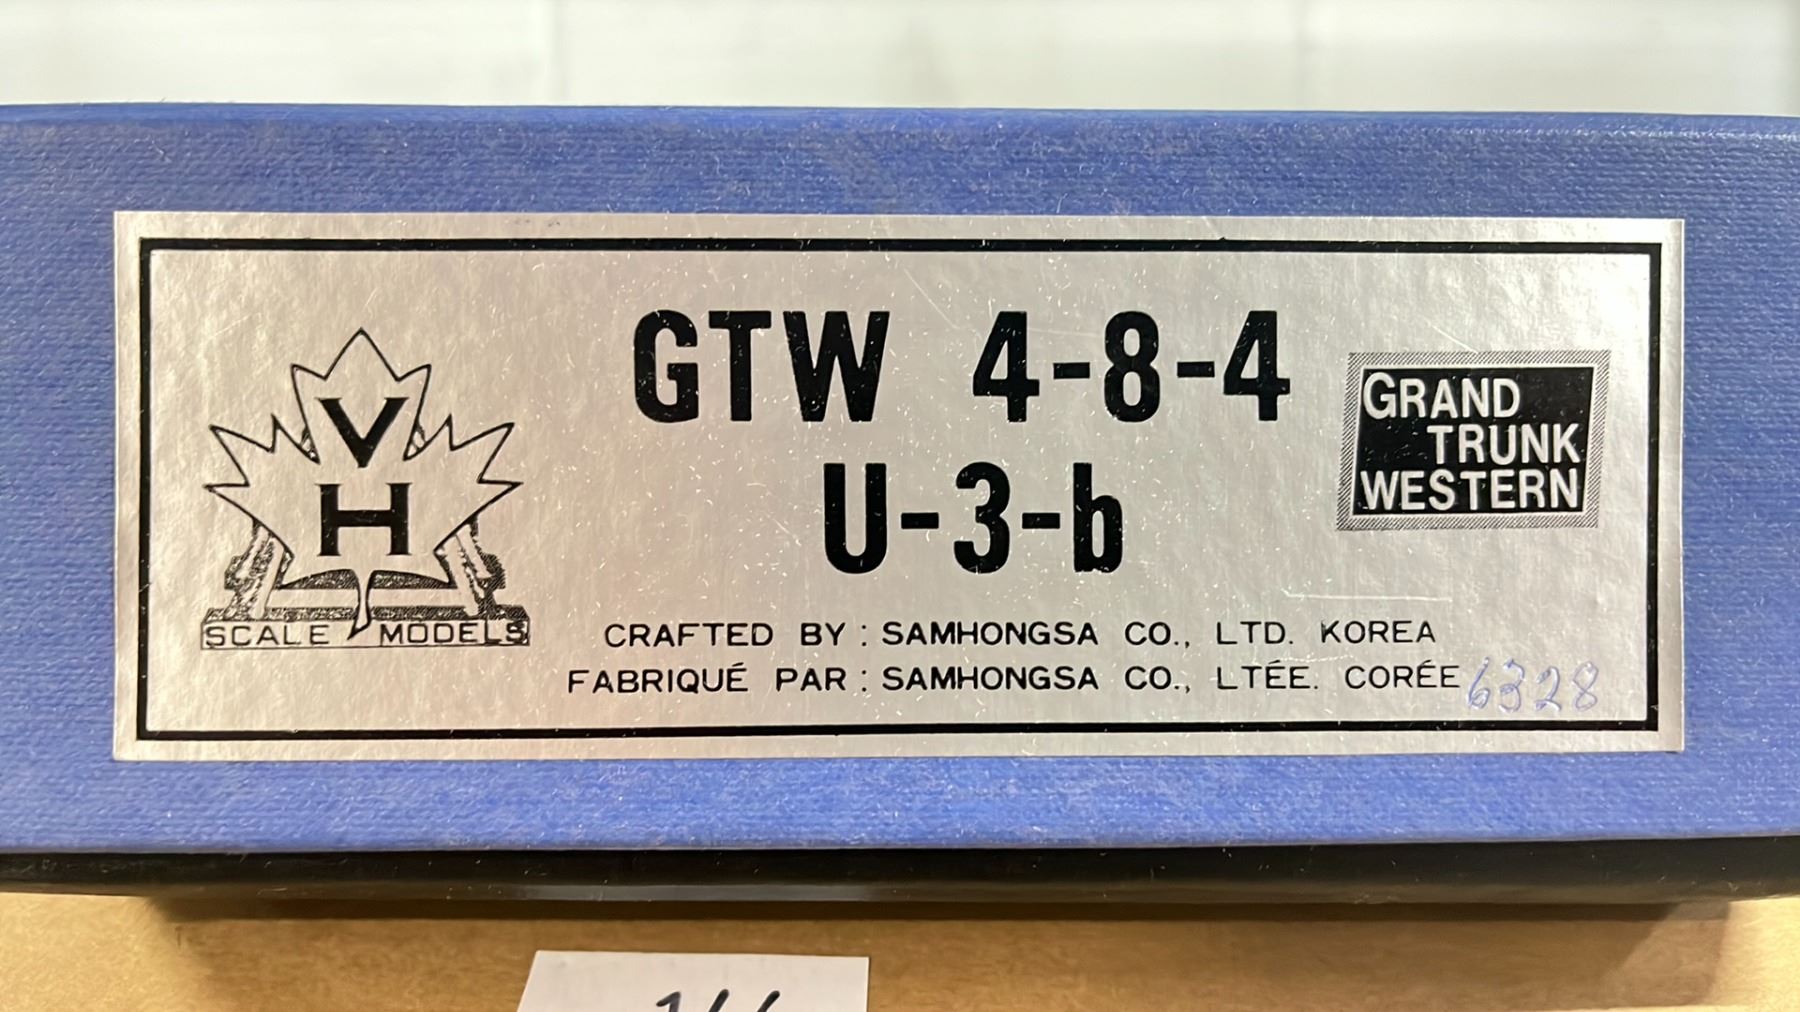 V
H
SCALE MODELS
GTW 4-8-4
U-3-b
GRAND
TRUNK
WESTERN
CRAFTED BY : SAMHONGSA CO., LTD. KOREA
FABRIQUÉ PAR : SAMHONGSA CO., LTÉE. CORÉE
6328